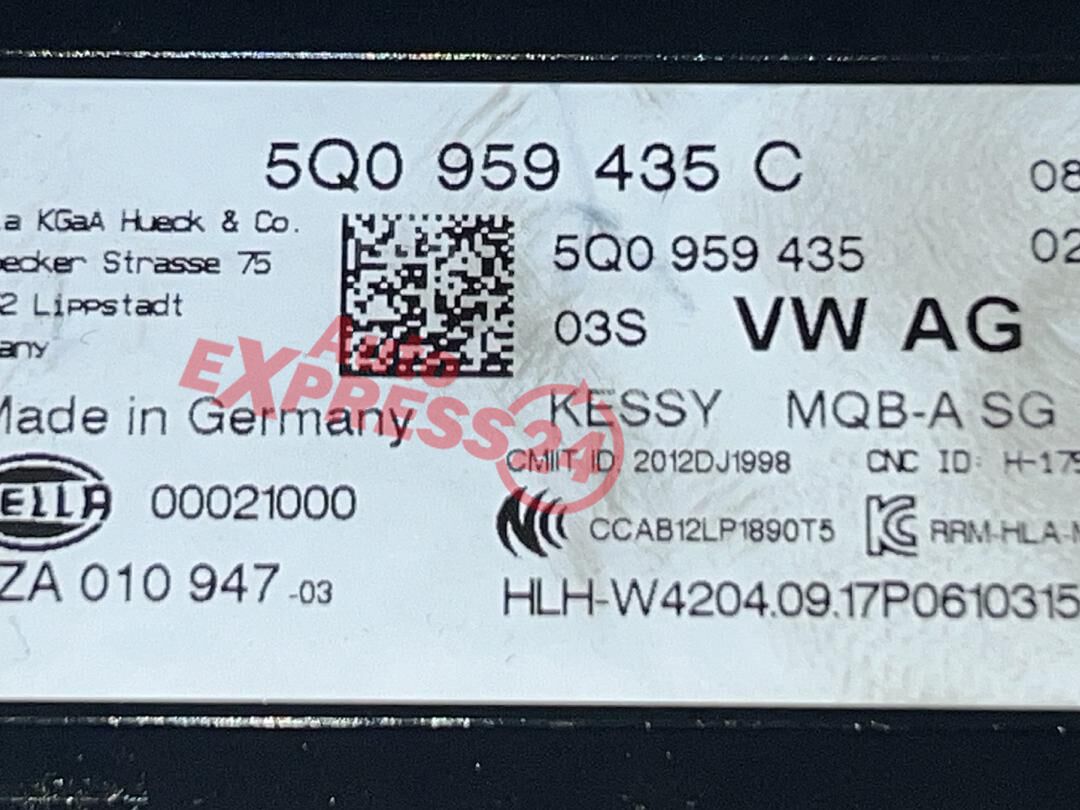 5Q0 959 435 C 08
a KGaA Hueck & Co.
5Q0 959 435 02
ecker Strasse 75
2 Lippstadt
03S VW AG
any
Auto
EXPRESS24
Made in Germany
KESSY MQB-A SG
CMIIT ID: 2012DJ1998 CNC ID: H-179
ELLA 00021000
CCAB12LP1890T5 RRM-HLA-
ZA 010 947 -03
HLH-W4204.09.17P0610315